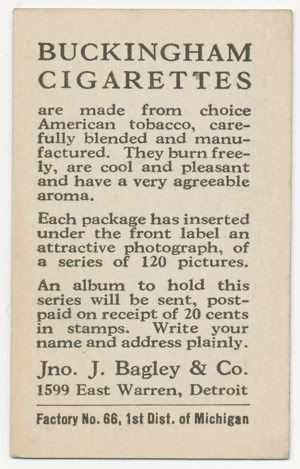 BUCKINGHAM
CIGARETTES
are made from choice
American tobacco, care-
fully blended and manu-
factured. They burn free-
ly, are cool and pleasant
and have a very agreeable
aroma.
Each package has inserted
under the front label an
attractive photograph, of
a series of 120 pictures.
An album to hold this
series will be sent, post-
paid on receipt of 20 cents
in stamps. Write your
name and address plainly.
Jno. J. Bagley & Co.
1599 East Warren, Detroit
Factory No. 66, 1st Dist. of Michigan